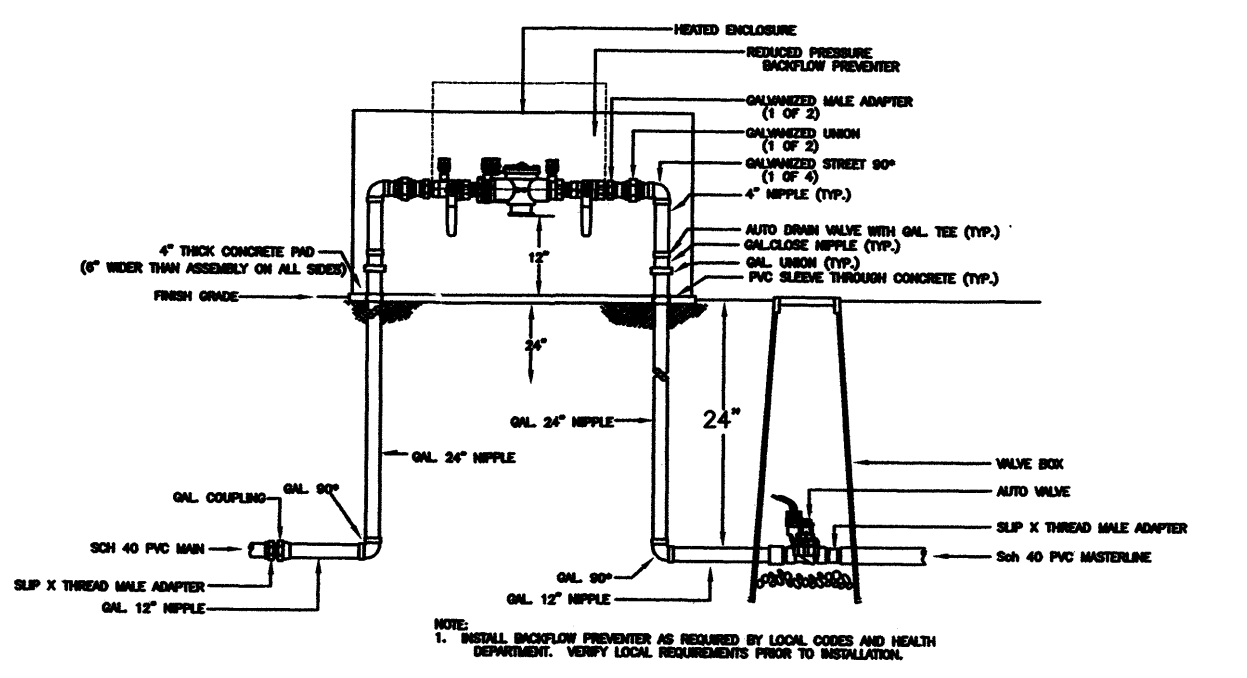 HEATED ENCLOSURE
REDUCED PRESSURE
BACKFLOW PREVENTER
GALVANIZED MALE ADAPTER
(1 OF 2)
GALVANIZED UNION
(1 OF 2)
GALVANIZED STREET 90°
(1 OF 4)
4" NIPPLE (TYP.)
AUTO DRAIN VALVE WITH GAL. TEE (TYP.)
GAL.CLOSE NIPPLE (TYP.)
GAL. UNION (TYP.)
PVC SLEEVE THROUGH CONCRETE (TYP.)
4" THICK CONCRETE PAD
(6" WIDER THAN ASSEMBLY ON ALL SIDES)
FINISH GRADE
12"
24"
24"
GAL. 24" NIPPLE
GAL. 24" NIPPLE
VALVE BOX
AUTO VALVE
SLIP X THREAD MALE ADAPTER
Sch 40 PVC MASTERLINE
GAL. COUPLING
GAL. 90°
SCH 40 PVC MAIN
SLIP X THREAD MALE ADAPTER
GAL. 12" NIPPLE
GAL. 90°
GAL. 12" NIPPLE
NOTE:
1. INSTALL BACKFLOW PREVENTER AS REQUIRED BY LOCAL CODES AND HEALTH
DEPARTMENT. VERIFY LOCAL REQUIREMENTS PRIOR TO INSTALLATION.